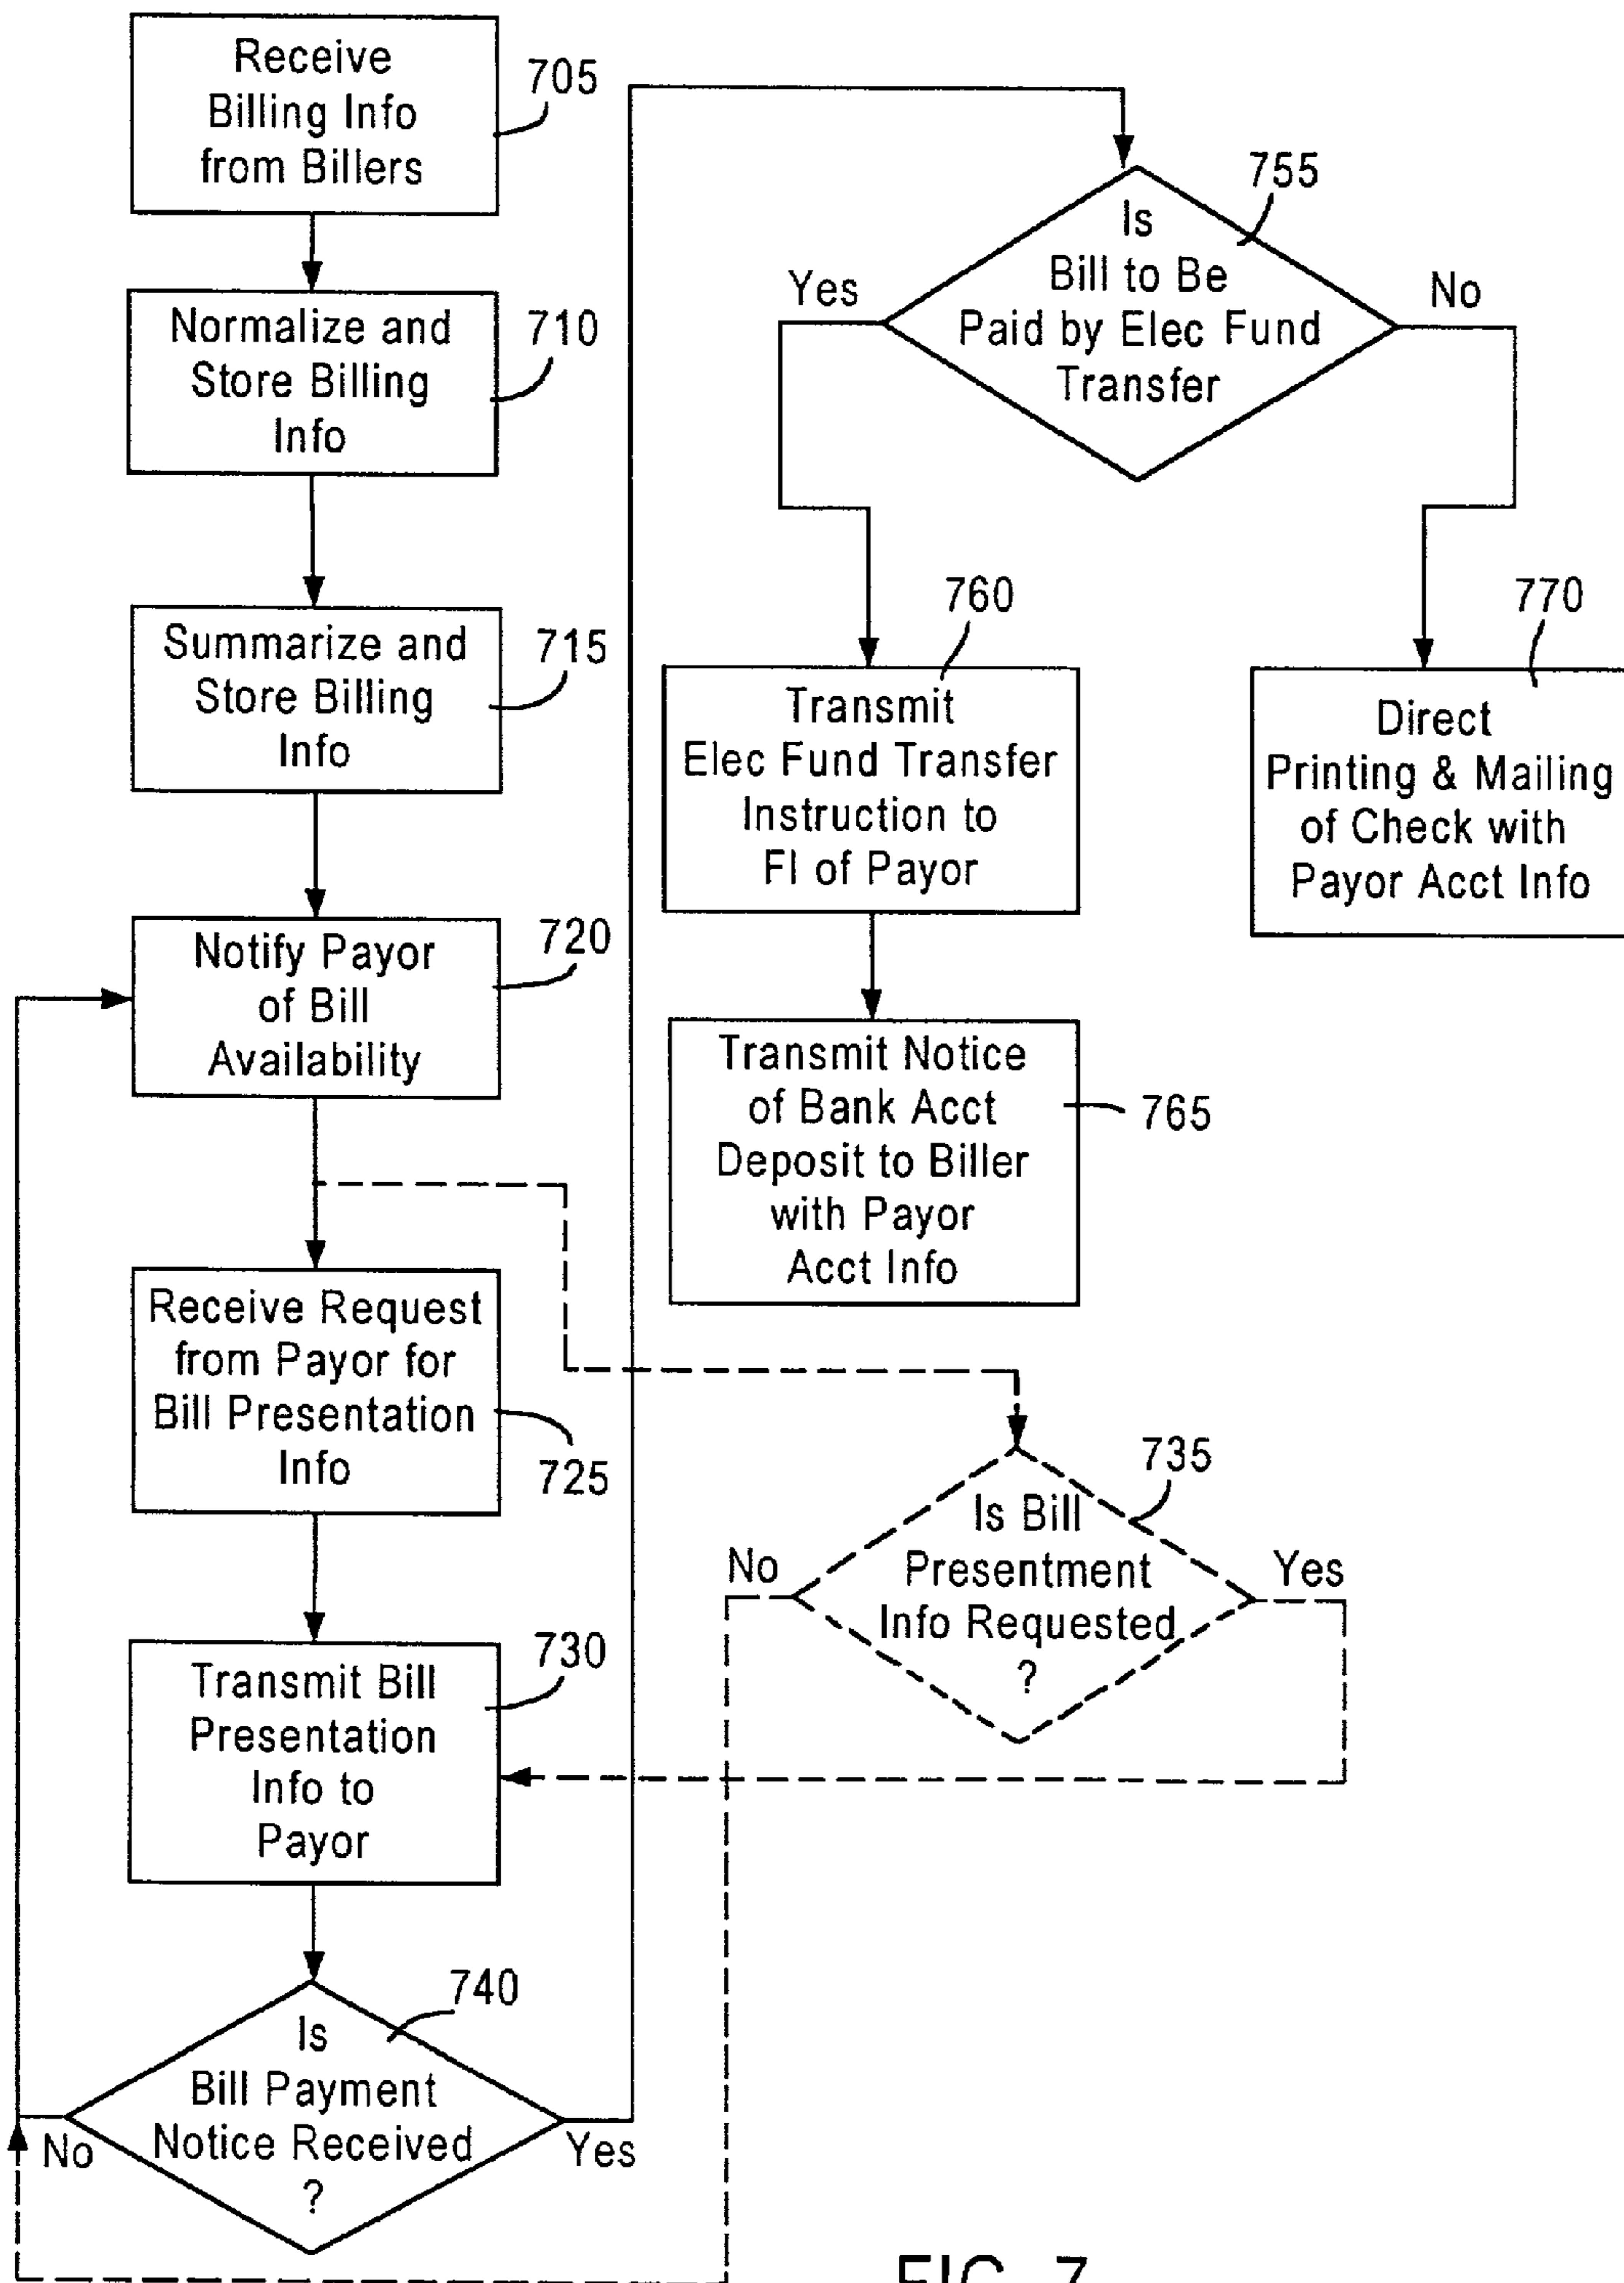 Receive
Billing Info
from Billers
705
Normalize and
Store Billing
Info
710
Summarize and
Store Billing
Info
715
Notify Payor
of Bill
Availability
720
Receive Request
from Payor for
Bill Presentation
Info
725
Transmit Bill
Presentation
Info to
Payor
730
Is
Bill Payment
Notice Received
?
740
No
Yes
Is
Bill to Be
Paid by Elec Fund
Transfer
755
Yes
No
Transmit
Elec Fund Transfer
Instruction to
FI of Payor
760
Direct
Printing & Mailing
of Check with
Payor Acct Info
770
Transmit Notice
of Bank Acct
Deposit to Biller
with Payor
Acct Info
765
Is Bill
Presentment
Info Requested
?
735
No
Yes
FIG. 7